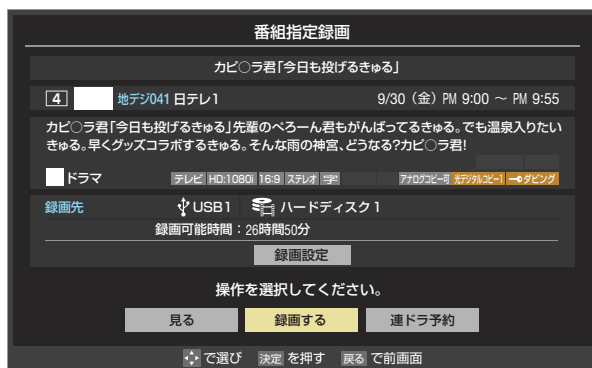 番組指定録画
カピ○ラ君「今日も投げるきゅる」
4 地デジ041 日テレ1 9/30（金）PM 9:00 ～ PM 9:55
カピ○ラ君「今日も投げるきゅる」先輩のぺろーん君もがんばってるきゅる。でも温泉入りたい
きゅる。早くグッズコラボするきゅる。そんな雨の神宮、どうなる?カピ○ラ君!
ドラマ テレビ HD:1080i 16:9 ステレオ 字 アナログコピー可 光デジタルコピー1 ダビング
録画先 USB1 ハードディスク1
録画可能時間：26時間50分
録画設定
操作を選択してください。
見る 録画する 連ドラ予約
で選び 決定 を押す 戻る で前画面